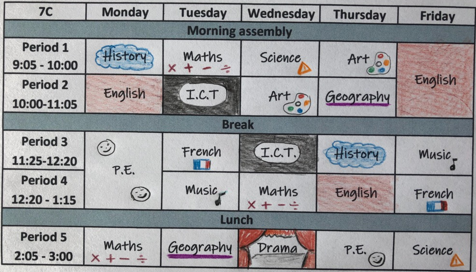 7C Monday Tuesday Wednesday Thursday Friday
Morning assembly
Period 1 History Maths Science Art English
9:05 - 10:00 × + - ÷
Period 2 English I.C.T Art Geography
10:00-11:05
Break
Period 3 P.E. French I.C.T. History Music
11:25-12:20
Period 4 Music Maths English French
12:20 - 1:15 × + - ÷
Lunch
Period 5 Maths Geography Drama P.E. Science
2:05 - 3:00 × + - ÷